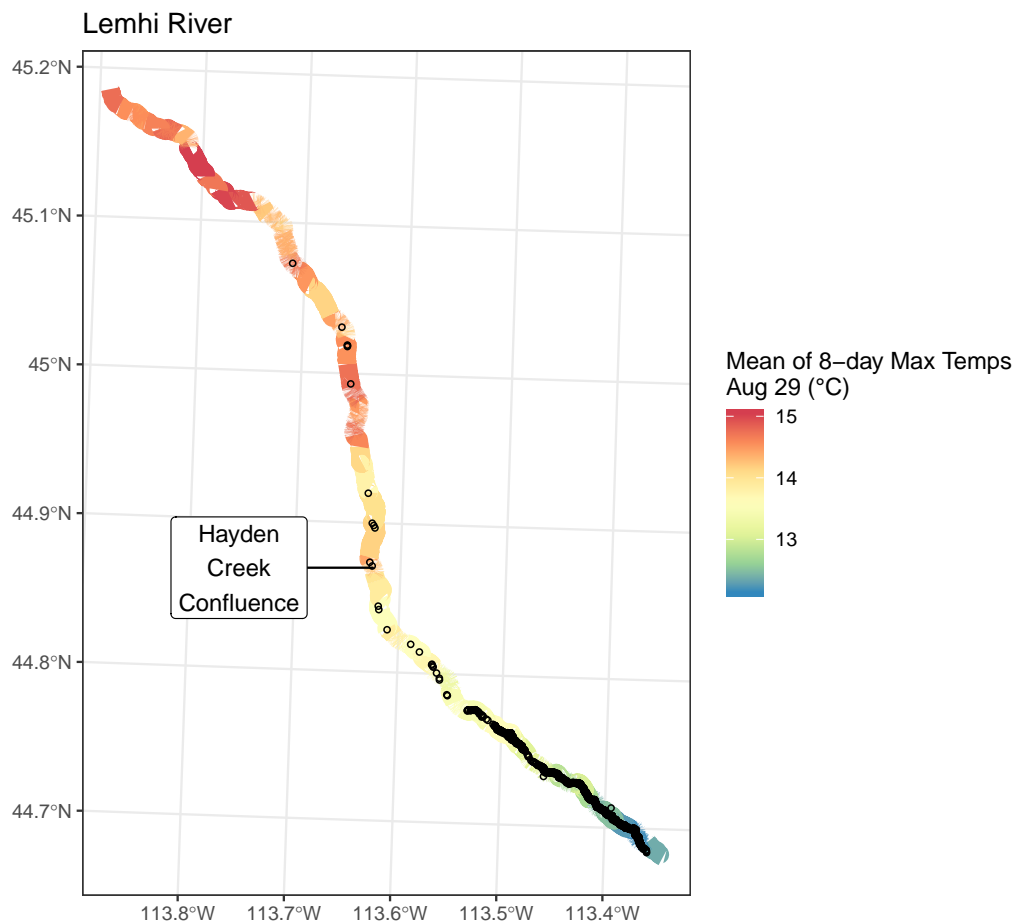 Lemhi River
45.2°N
45.1°N
45°N
44.9°N
44.8°N
44.7°N
Hayden
Creek
Confluence
113.8°W
113.7°W
113.6°W
113.5°W
113.4°W
Mean of 8−day Max Temps
Aug 29 (°C)
15
14
13